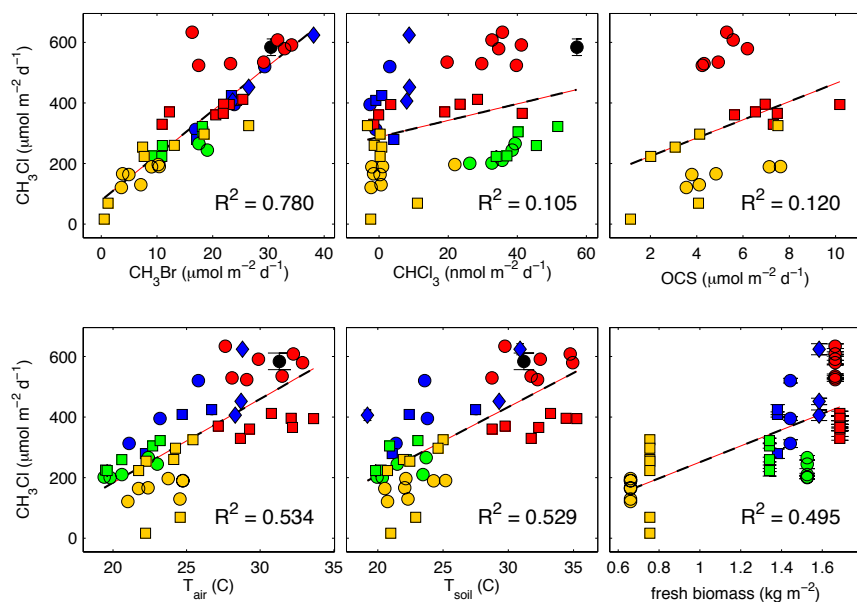 600
400
200
0
CH₃Cl (μmol m⁻² d⁻¹)
R² = 0.780
0 10 20 30 40
CH₃Br (μmol m⁻² d⁻¹)
R² = 0.105
0 20 40 60
CHCl₃ (nmol m⁻² d⁻¹)
R² = 0.120
2 4 6 8 10
OCS (μmol m⁻² d⁻¹)
600
400
200
0
CH₃Cl (μmol m⁻² d⁻¹)
R² = 0.534
20 25 30 35
T_air (C)
R² = 0.529
20 25 30 35
T_soil (C)
R² = 0.495
0.6 0.8 1 1.2 1.4 1.6
fresh biomass (kg m⁻²)